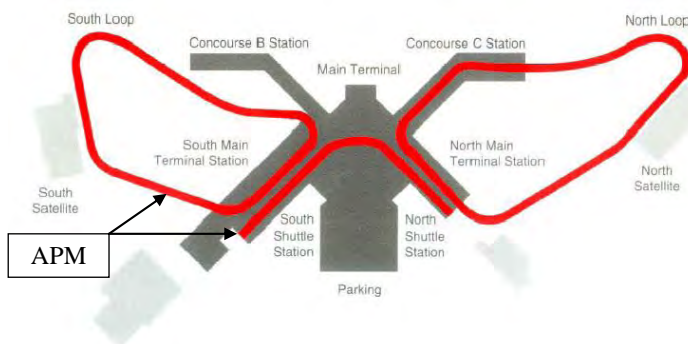 South Loop
North Loop
Concourse B Station
Concourse C Station
Main Terminal
South Main
Terminal Station
North Main
Terminal Station
South
Satellite
North
Satellite
South
Shuttle
Station
North
Shuttle
Station
APM
Parking